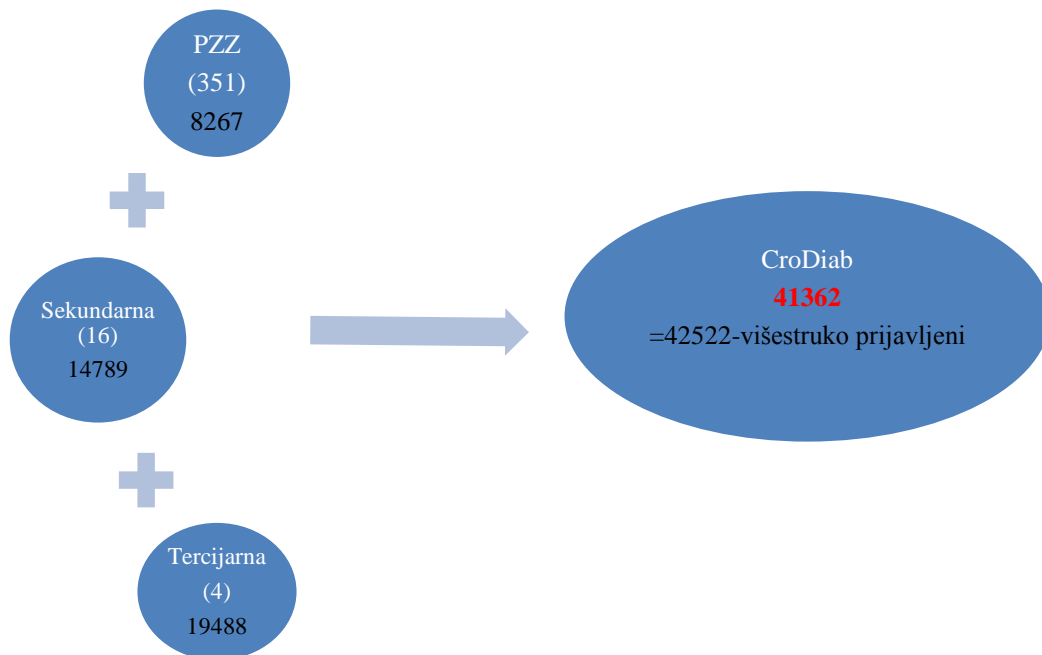 PZZ
(351)
8267
Sekundarna
(16)
14789
Tercijarna
(4)
19488
CroDiab
41362
=42522-višestruko prijavljeni